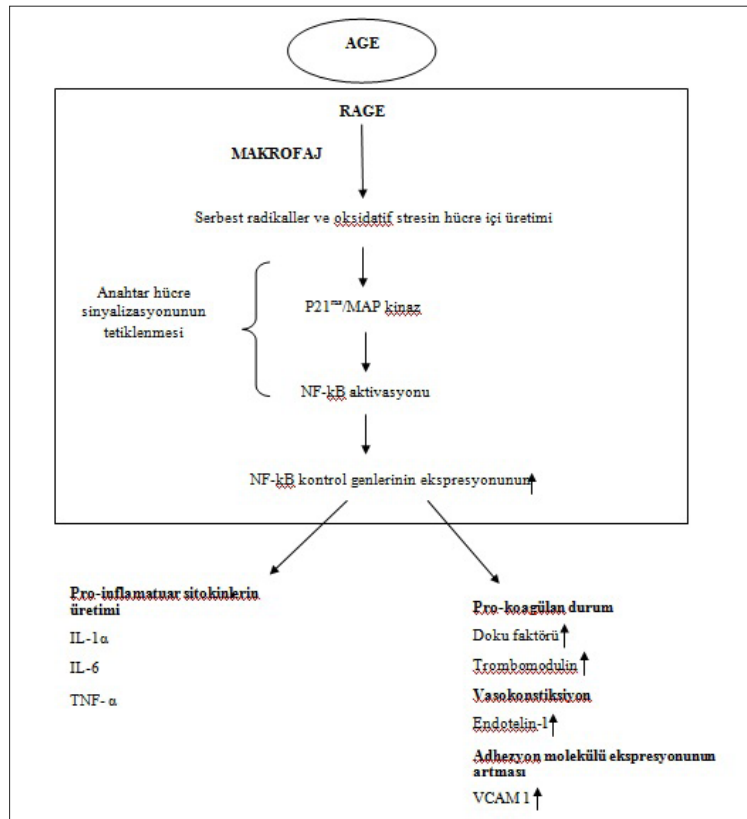 AGE
RAGE
MAKROFAJ
Serbest radikaller ve oksidatif stresin hücre içi üretimi
Anahtar hücre
sinyalizasyonunun
tetiklenmesi
P21ras/MAP kinaz
NF-kB aktivasyonu
NF-kB kontrol genlerinin ekspresyonunun↑
Pro-inflamatuar sitokinlerin
üretimi
IL-1α
IL-6
TNF- α
Pro-koagülan durum
Doku faktörü↑
Trombomodulin↑
Vasokonstiksiyon
Endotelin-1↑
Adhezyon molekülü ekspresyonunun
artması
VCAM 1↑